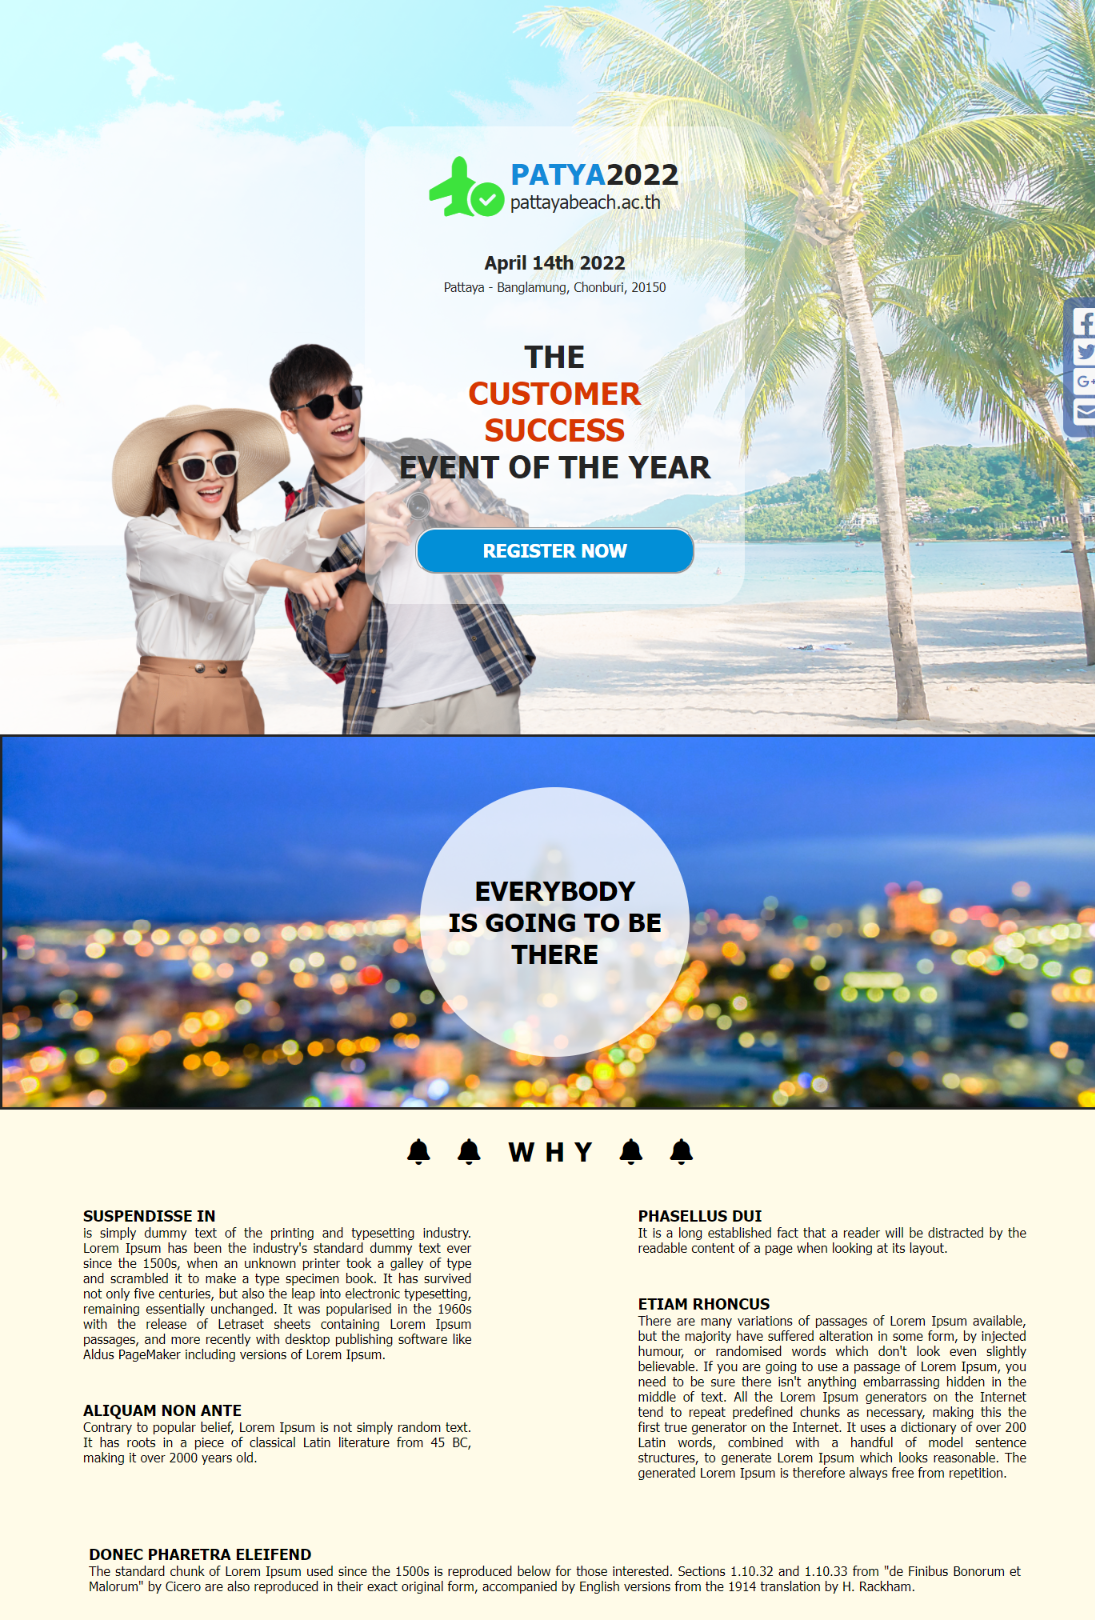 PATYA2022
pattayabeach.ac.th
April 14th 2022
Pattaya - Banglamung, Chonburi, 20150
THE
CUSTOMER
SUCCESS
EVENT OF THE YEAR
REGISTER NOW
G+
EVERYBODY
IS GOING TO BE
THERE
WHY
SUSPENDISSE IN
is simply dummy text of the printing and typesetting industry.
Lorem Ipsum has been the industry's standard dummy text ever
since the 1500s, when an unknown printer took a galley of type
and scrambled it to make a type specimen book. It has survived
not only five centuries, but also the leap into electronic typesetting,
remaining essentially unchanged. It was popularised in the 1960s
with the release of Letraset sheets containing Lorem Ipsum
passages, and more recently with desktop publishing software like
Aldus PageMaker including versions of Lorem Ipsum.
ALIQUAM NON ANTE
Contrary to popular belief, Lorem Ipsum is not simply random text.
It has roots in a piece of classical Latin literature from 45 BC,
making it over 2000 years old.
PHASELLUS DUI
It is a long established fact that a reader will be distracted by the
readable content of a page when looking at its layout.
ETIAM RHONCUS
There are many variations of passages of Lorem Ipsum available,
but the majority have suffered alteration in some form, by injected
humour, or randomised words which don't look even slightly
believable. If you are going to use a passage of Lorem Ipsum, you
need to be sure there isn't anything embarrassing hidden in the
middle of text. All the Lorem Ipsum generators on the Internet
tend to repeat predefined chunks as necessary, making this the
first true generator on the Internet. It uses a dictionary of over 200
Latin words, combined with a handful of model sentence
structures, to generate Lorem Ipsum which looks reasonable. The
generated Lorem Ipsum is therefore always free from repetition.
DONEC PHARETRA ELEIFEND
The standard chunk of Lorem Ipsum used since the 1500s is reproduced below for those interested. Sections 1.10.32 and 1.10.33 from "de Finibus Bonorum et
Malorum" by Cicero are also reproduced in their exact original form, accompanied by English versions from the 1914 translation by H. Rackham.